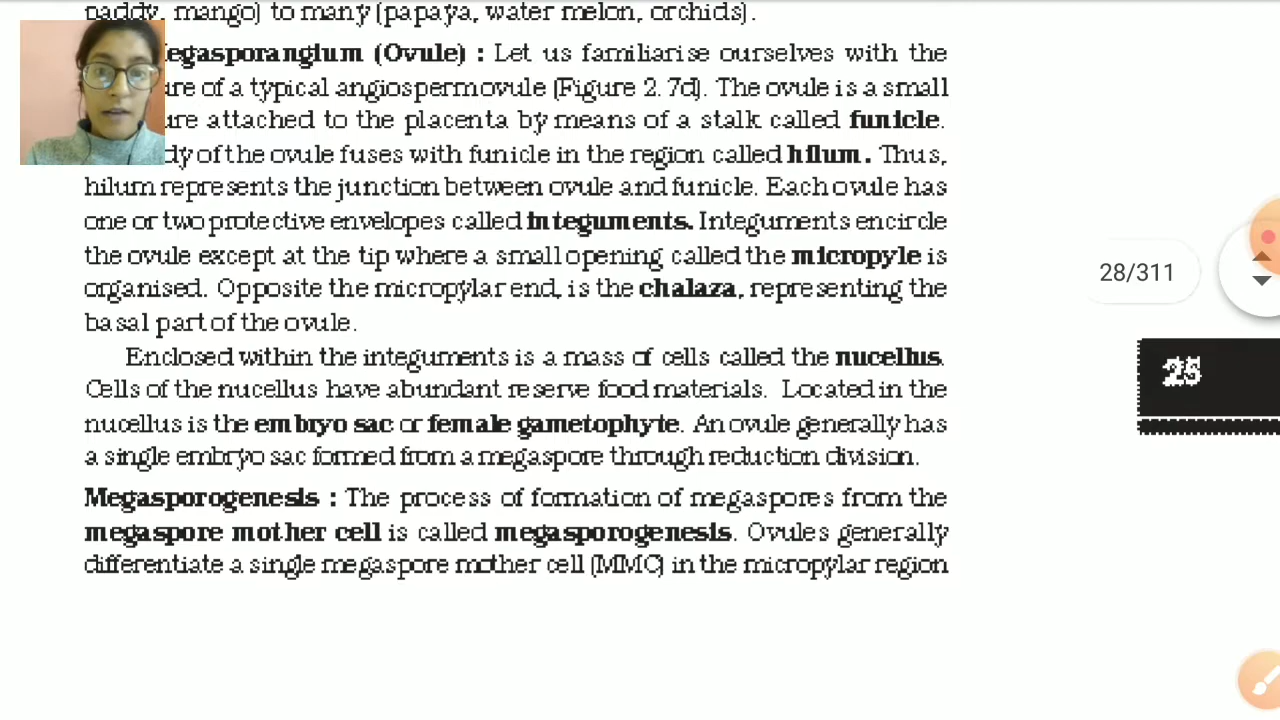 paddy, mango) to many (papaya, water melon, orchids).
egasporangium (Ovule) : Let us familiarise ourselves with the
ure of a typical angiosperm ovule (Figure 2.7d). The ovule is a small
ure attached to the placenta by means of a stalk called funicle.
dy of the ovule fuses with funicle in the region called hilum. Thus,
hilum represents the junction between ovule and funicle. Each ovule has
one or two protective envelopes called integuments. Integuments encircle
the ovule except at the tip where a small opening called the micropyle is
organised. Opposite the micropylar end, is the chalaza, representing the
basal part of the ovule.
Enclosed within the integuments is a mass of cells called the nucellus.
Cells of the nucellus have abundant reserve food materials. Located in the
nucellus is the embryo sac or female gametophyte. An ovule generally has
a single embryo sac formed from a megaspore through reduction division.
Megasporogenesis : The process of formation of megaspores from the
megaspore mother cell is called megasporogenesis. Ovules generally
differentiate a single megaspore mother cell (MMC) in the micropylar region
28/311
25